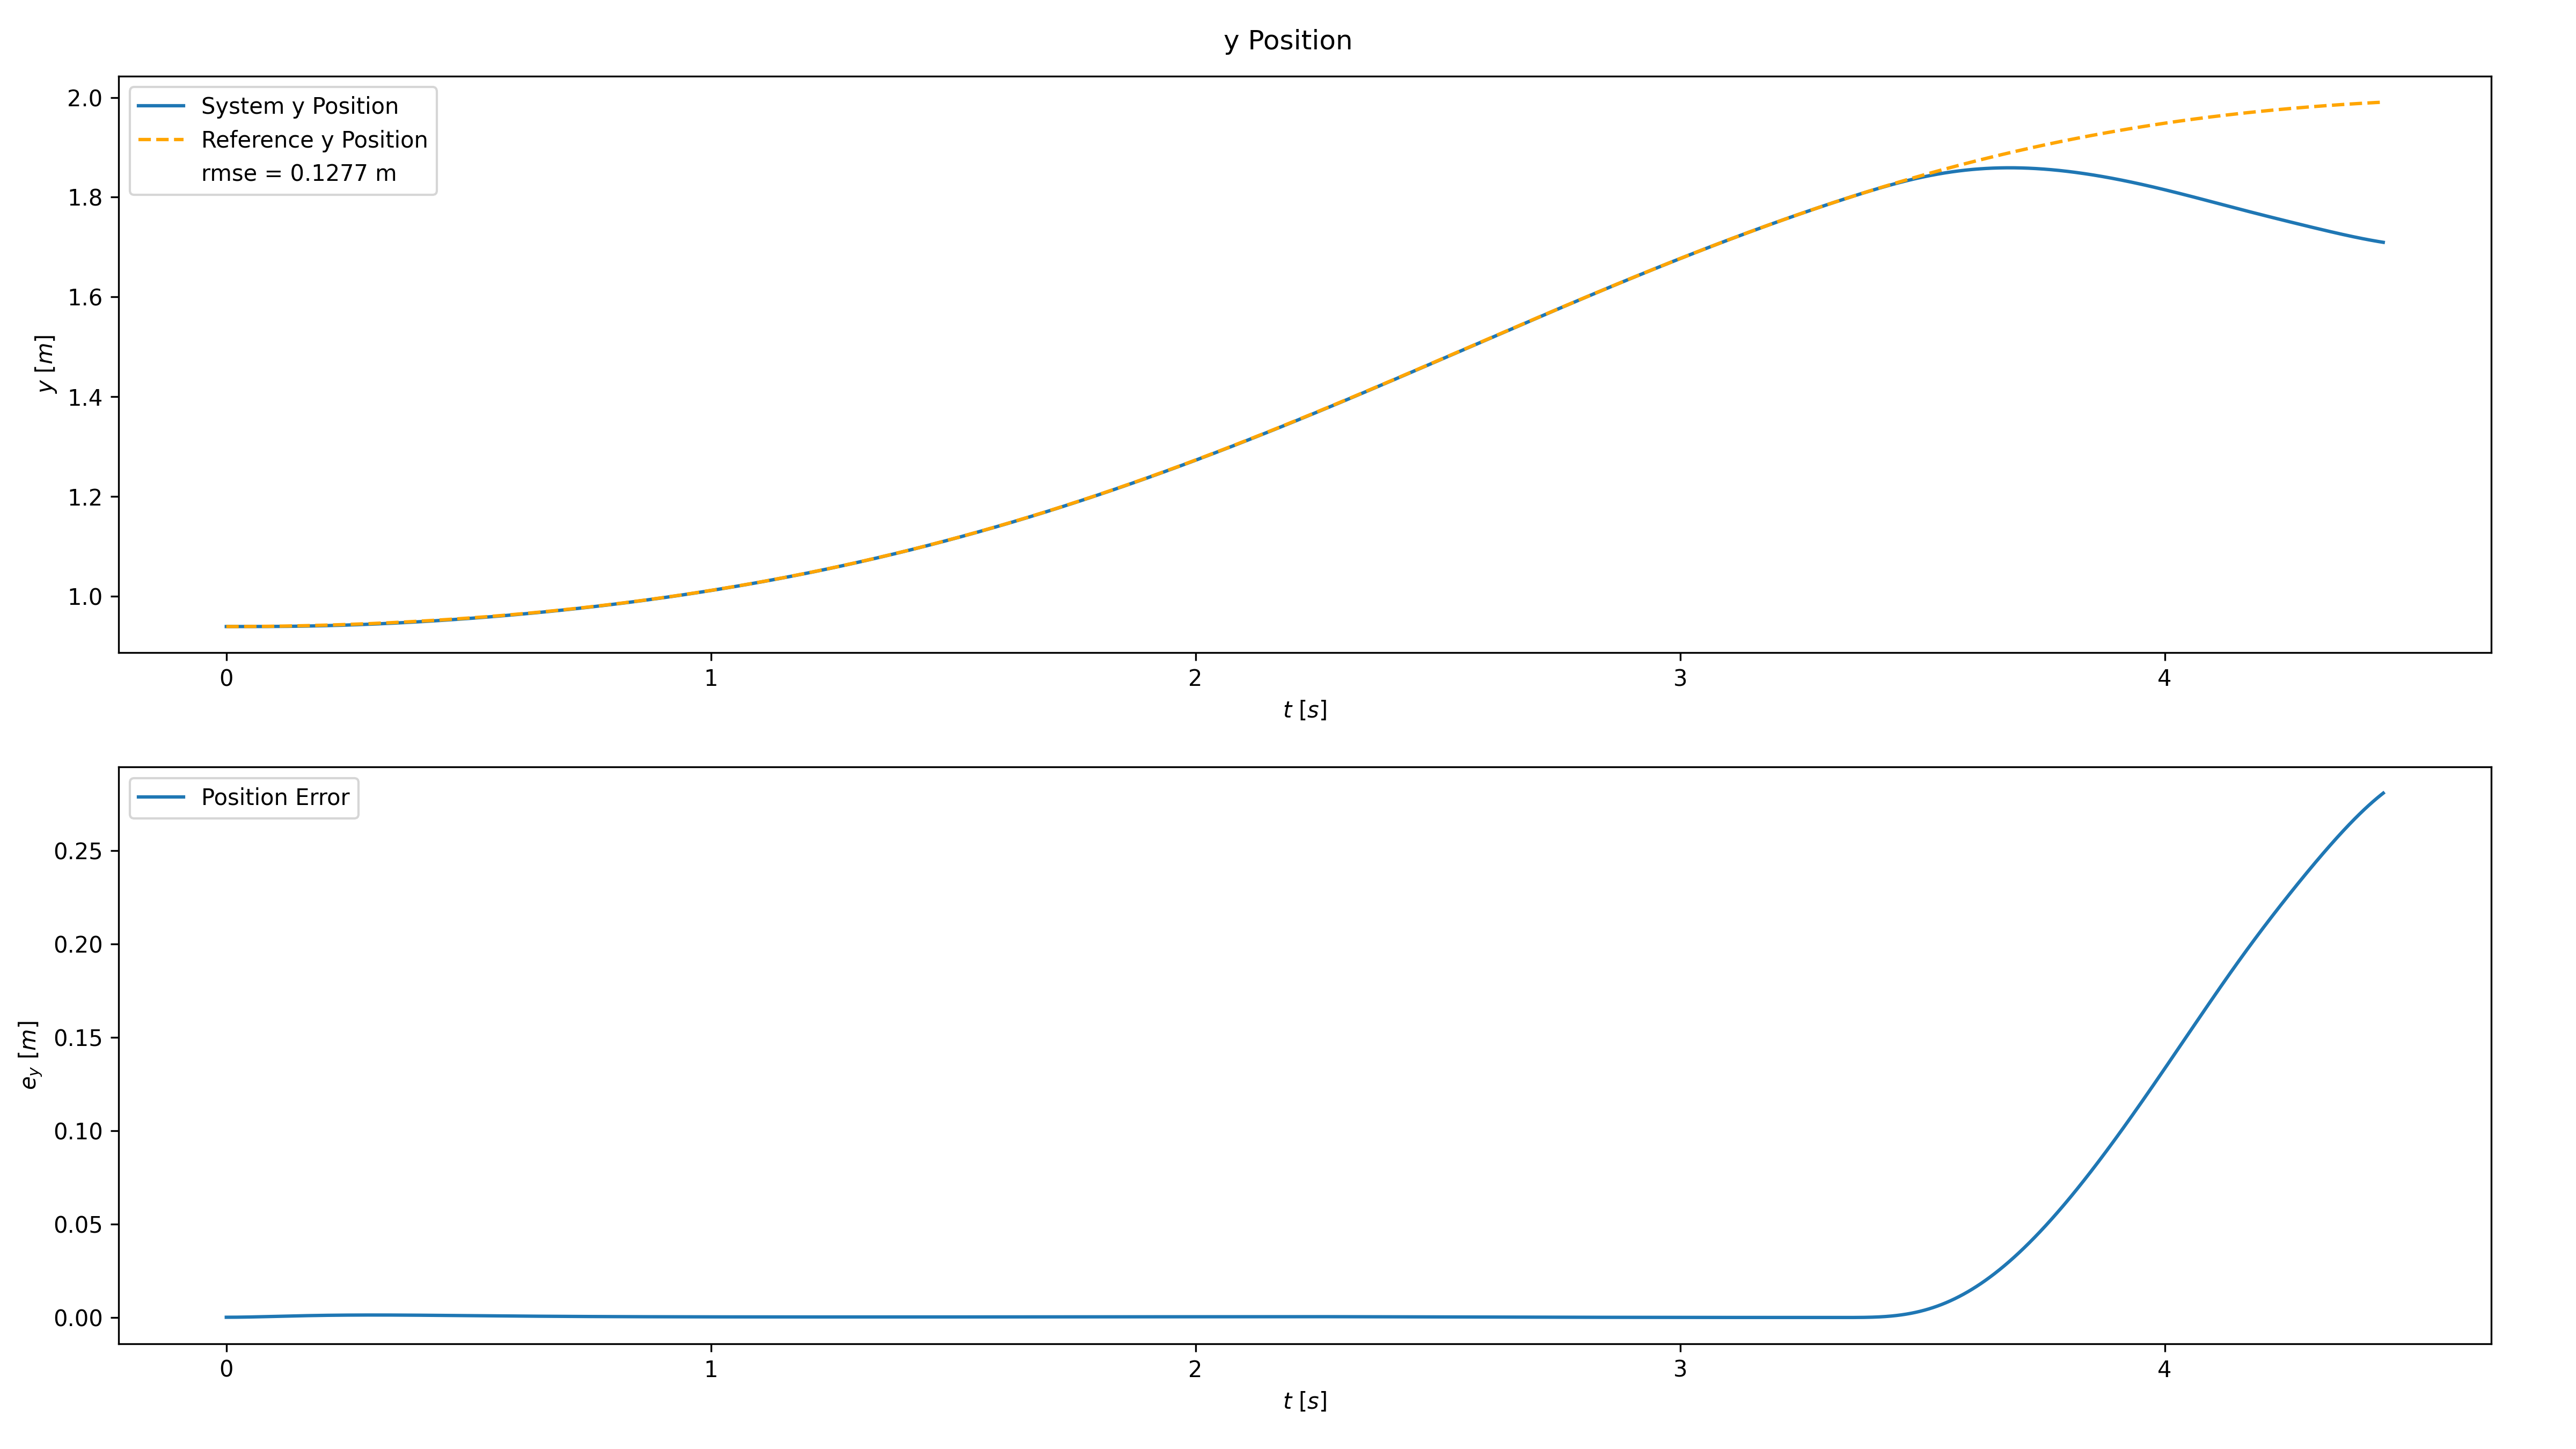 y Position
System y Position
Reference y Position
rmse = 0.1277 m
2.0
1.8
1.6
1.4
1.2
1.0
y [m]
0 1 2 3 4
t [s]
Position Error
0.25
0.20
0.15
0.10
0.05
0.00
e_y [m]
0 1 2 3 4
t [s]